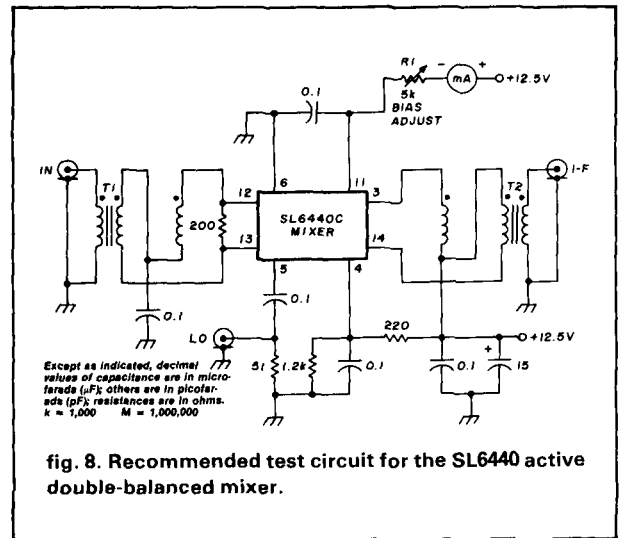 R1
5k
BIAS
ADJUST
- mA +
+12.5V
0.1
IN
T1
6
11
12
3
200
SL6440C
MIXER
13
14
5
4
T2
I-F
0.1
0.1
LO
51
1.2k
0.1
220
+12.5V
0.1
+
15
Except as indicated, decimal
values of capacitance are in micro-
farads (µF); others are in picofar-
ads (pF); resistances are in ohms.
k = 1,000 M = 1,000,000
fig. 8. Recommended test circuit for the SL6440 active
double-balanced mixer.